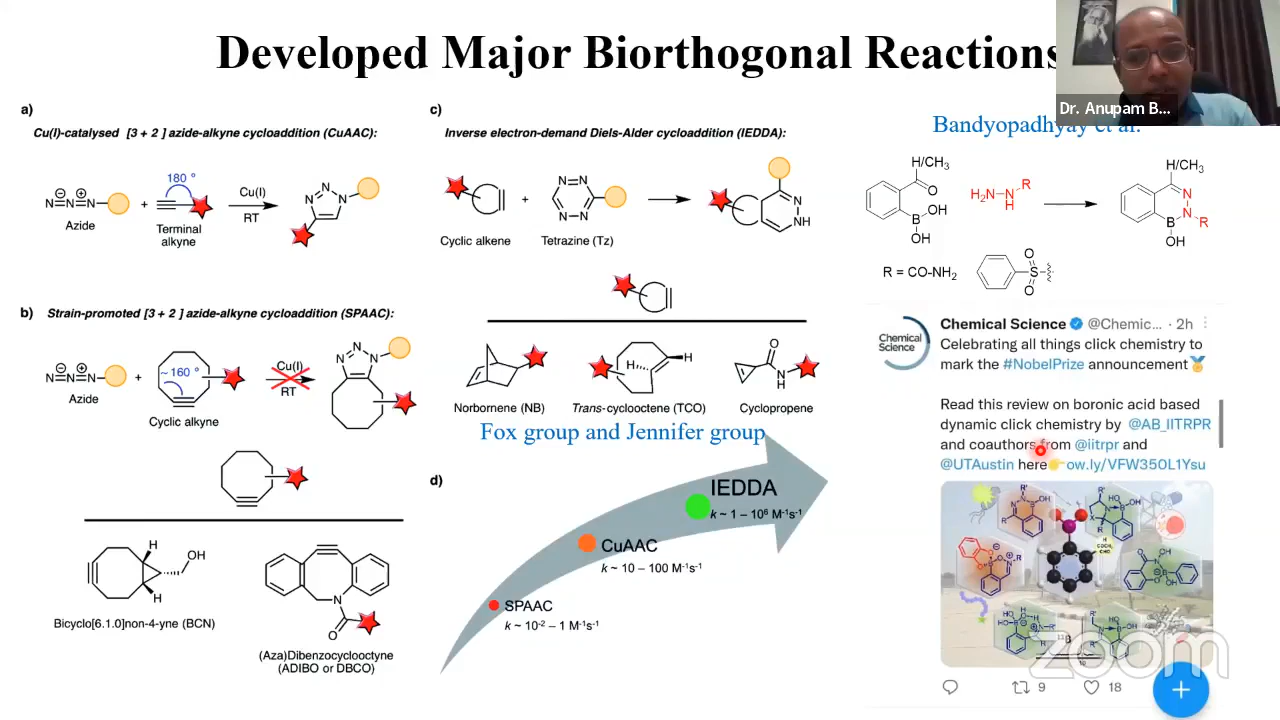 Developed Major Biorthogonal Reactions
Dr. Anupam B...
a)
Cu(I)-catalysed [3 + 2 ] azide-alkyne cycloaddition (CuAAC):
N=N=N
Azide
+
180 °
Terminal
alkyne
Cu(I)
RT
N
N
N
b)
Strain-promoted [3 + 2 ] azide-alkyne cycloaddition (SPAAC):
N=N=N
Azide
+
~160 °
Cyclic alkyne
Cu(I)
RT
N
N
N
H
H
OH
Bicyclo[6.1.0]non-4-yne (BCN)
N
O
(Aza)Dibenzocyclooctyne
(ADIBO or DBCO)
c)
Inverse electron-demand Diels-Alder cycloaddition (IEDDA):
Cyclic alkene
+
N
N
N
N
Tetrazine (Tz)
N
NH
Norbornene (NB)
H
H
Trans-cyclooctene (TCO)
O
N
H
Cyclopropene
Fox group and Jennifer group
d)
IEDDA
k ~ 1 – 10⁶ M⁻¹s⁻¹
CuAAC
k ~ 10 – 100 M⁻¹s⁻¹
SPAAC
k ~ 10⁻² – 1 M⁻¹s⁻¹
Bandyopadhyay et al.
H/CH₃
O
B
OH
OH
H₂N
N
H
R
H/CH₃
N
N
R
B
OH
R = CO-NH₂
O
S
O
Chemical
Science
Chemical Science @Chemic... · 2h
Celebrating all things click chemistry to
mark the #NobelPrize announcement
Read this review on boronic acid based
dynamic click chemistry by @AB_IITRPR
and coauthors from @iitrpr and
@UTAustin here ow.ly/VFW350L1Ysu
9
18
zoom